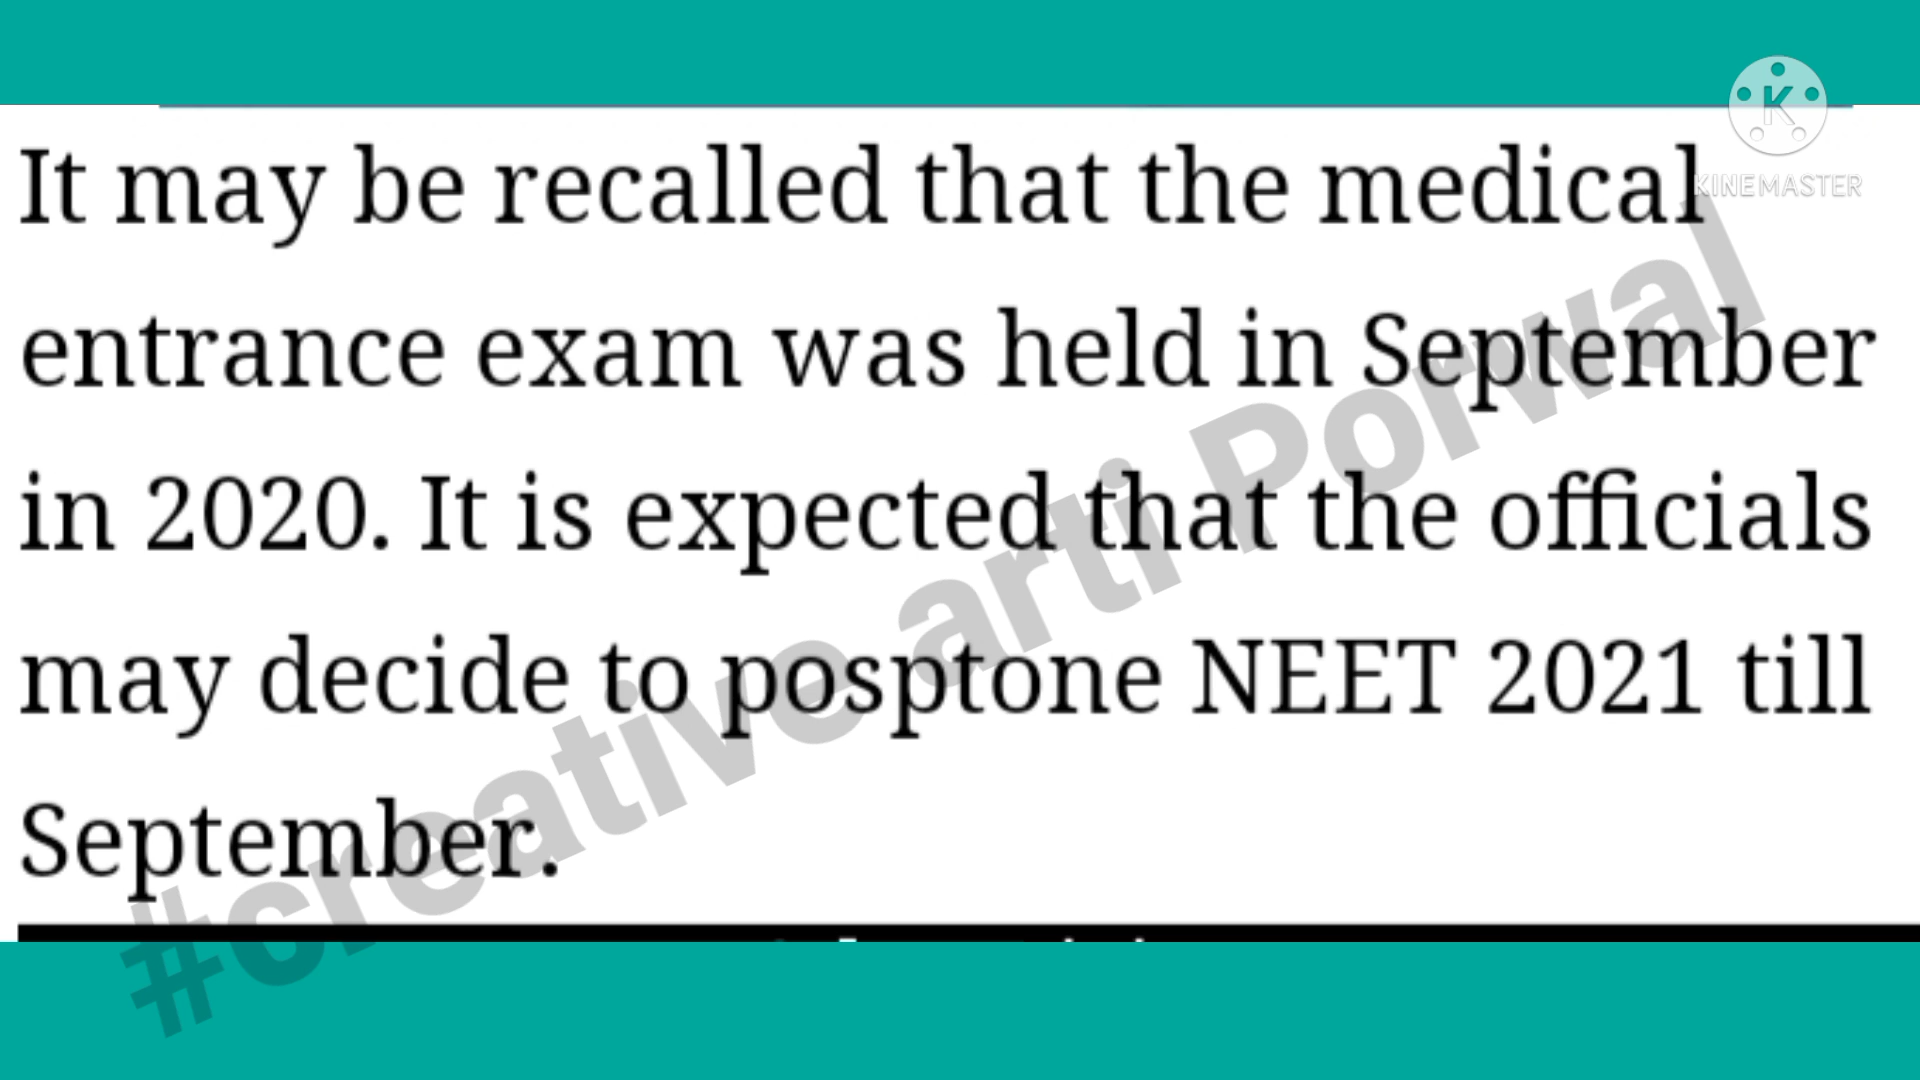 It may be recalled that the medical
KINEMASTER
entrance exam was held in September
in 2020. It is expected that the officials
may decide to posptone NEET 2021 till
September.
#creative arti Porwal